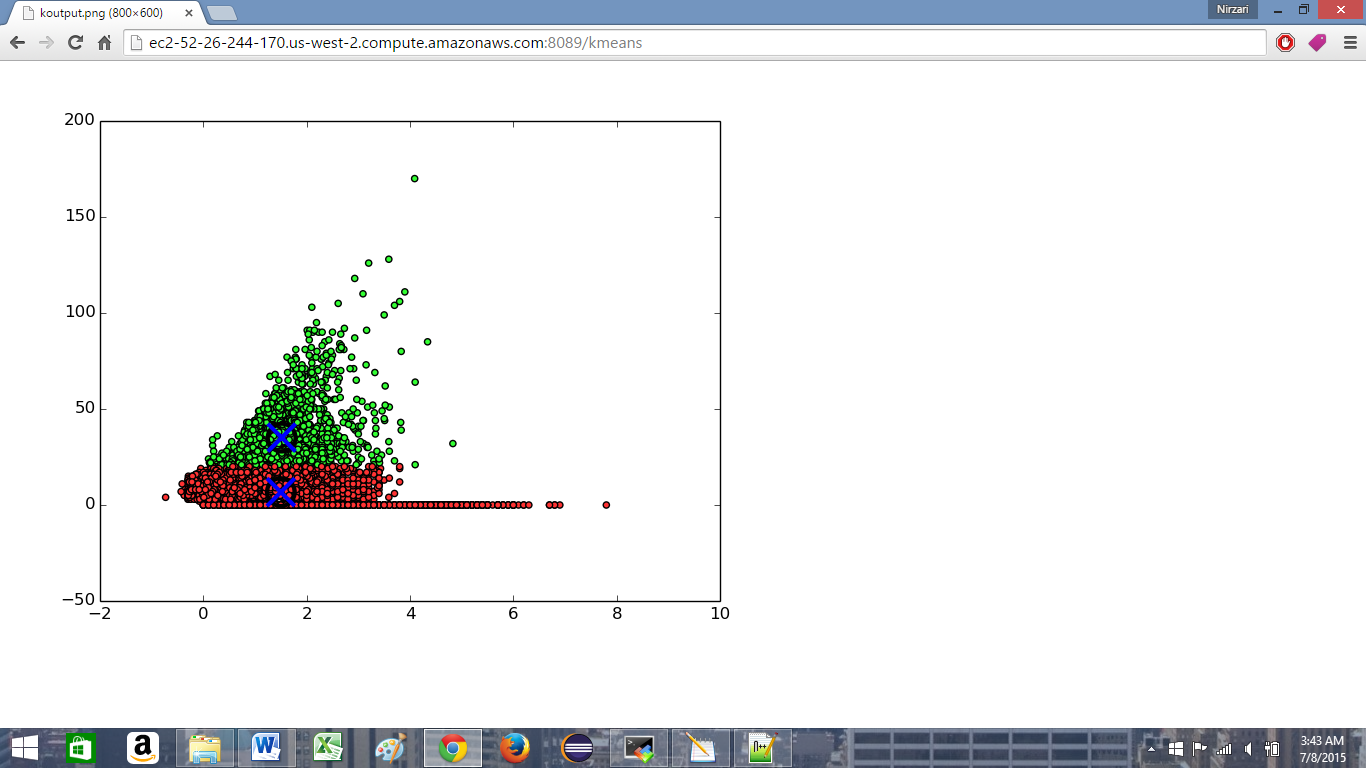 koutput.png (800×600)
Nirzari
ec2-52-26-244-170.us-west-2.compute.amazonaws.com:8089/kmeans
200
150
100
50
0
−50
−2 0 2 4 6 8 10
3:43 AM
7/8/2015